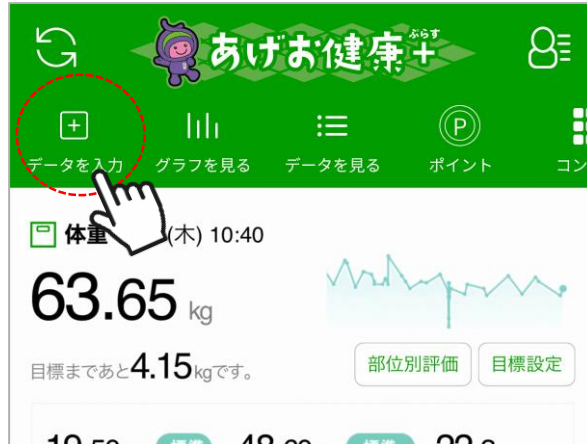 ぷらす
あげお健康+
データを入力 グラフを見る データを見る ポイント コン
体重 (木) 10:40
63.65 kg
目標まであと4.15kgです。
部位別評価 目標設定